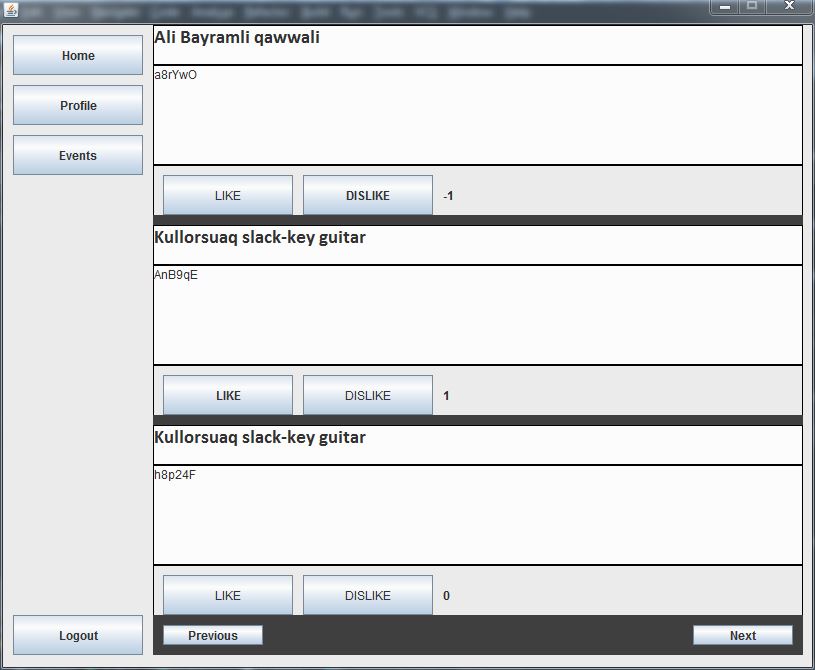 Home
Profile
Events
Logout
Ali Bayramli qawwali
a8rYwO
LIKE DISLIKE -1
Kullorsuaq slack-key guitar
AnB9qE
LIKE DISLIKE 1
Kullorsuaq slack-key guitar
h8p24F
LIKE DISLIKE 0
Previous Next